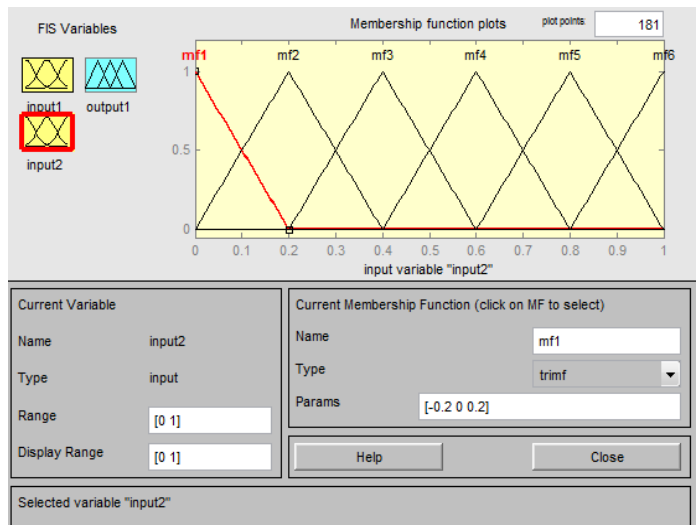 FIS Variables
Membership function plots
plot points:
181
input1
output1
input2
mf1
mf2
mf3
mf4
mf5
mf6
1
0.5
0
0
0.1
0.2
0.3
0.4
0.5
0.6
0.7
0.8
0.9
1
input variable "input2"
Current Variable
Name
input2
Type
input
Range
[0 1]
Display Range
[0 1]
Current Membership Function (click on MF to select)
Name
mf1
Type
trimf
Params
[-0.2 0 0.2]
Help
Close
Selected variable "input2"